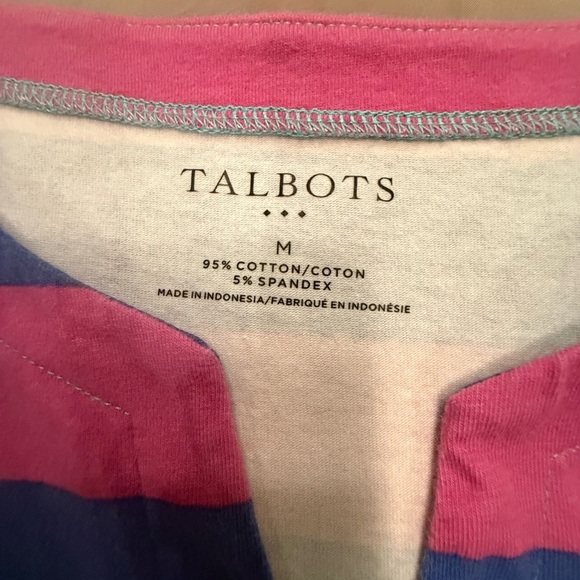 TALBOTS
M
95% COTTON/COTON
5% SPANDEX
MADE IN INDONESIA/FABRIQUÉ EN INDONÉSIE